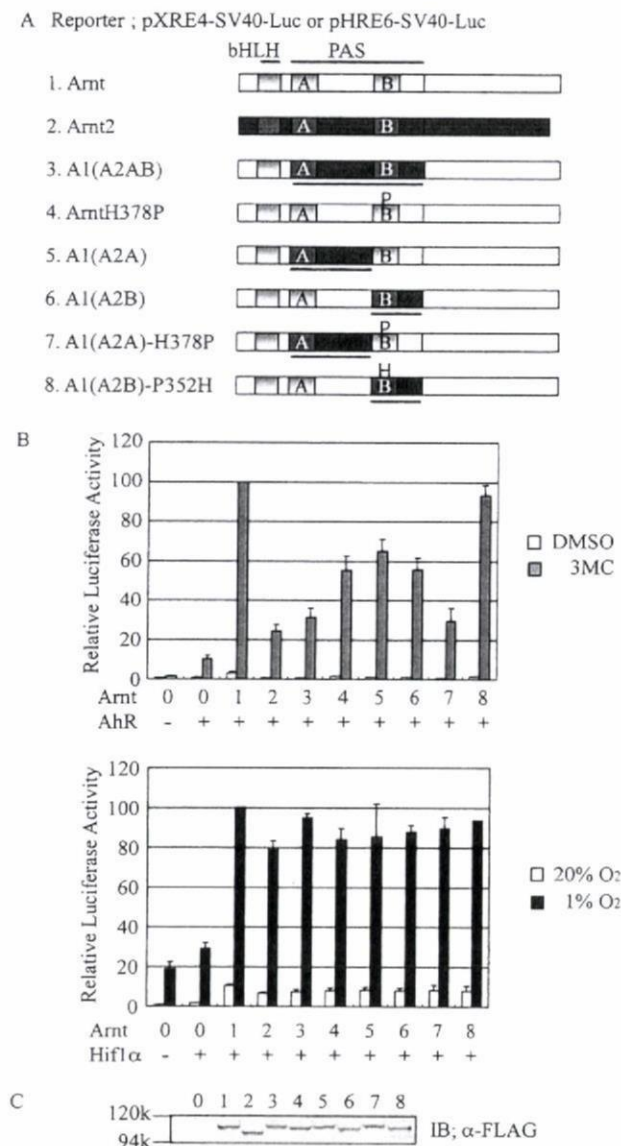 A Reporter ; pXRE4-SV40-Luc or pHRE6-SV40-Luc
bHLH PAS
1. Arnt A B
2. Arnt2 A B
3. A1(A2AB) A B
P
4. ArntH378P A B
5. A1(A2A) A B
6. A1(A2B) A B
P
7. A1(A2A)-H378P A B
H
8. A1(A2B)-P352H A B
B
Relative Luciferase Activity
120
100
80
60
40
20
0
DMSO
3MC
Arnt 0 0 1 2 3 4 5 6 7 8
AhR - + + + + + + + + +
Relative Luciferase Activity
120
100
80
60
40
20
0
20% O2
1% O2
Arnt 0 0 1 2 3 4 5 6 7 8
Hif1α - + + + + + + + + +
C
0 1 2 3 4 5 6 7 8
120k
94k
IB; α-FLAG